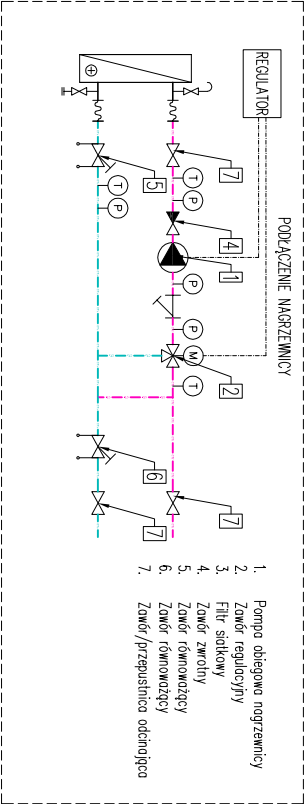 PODŁĄCZENIE NAGRZEWNICY
REGULATOR
7 4 1 2 7
T P P P M T
5 6 7
T P
1. Pompa obiegowa nagrzewnicy
2. Zawór regulacyjny
3. Filtr siatkowy
4. Zawór zwrotny
5. Zawór równoważący
6. Zawór równoważący
7. Zawór/przepustnica odcinająca